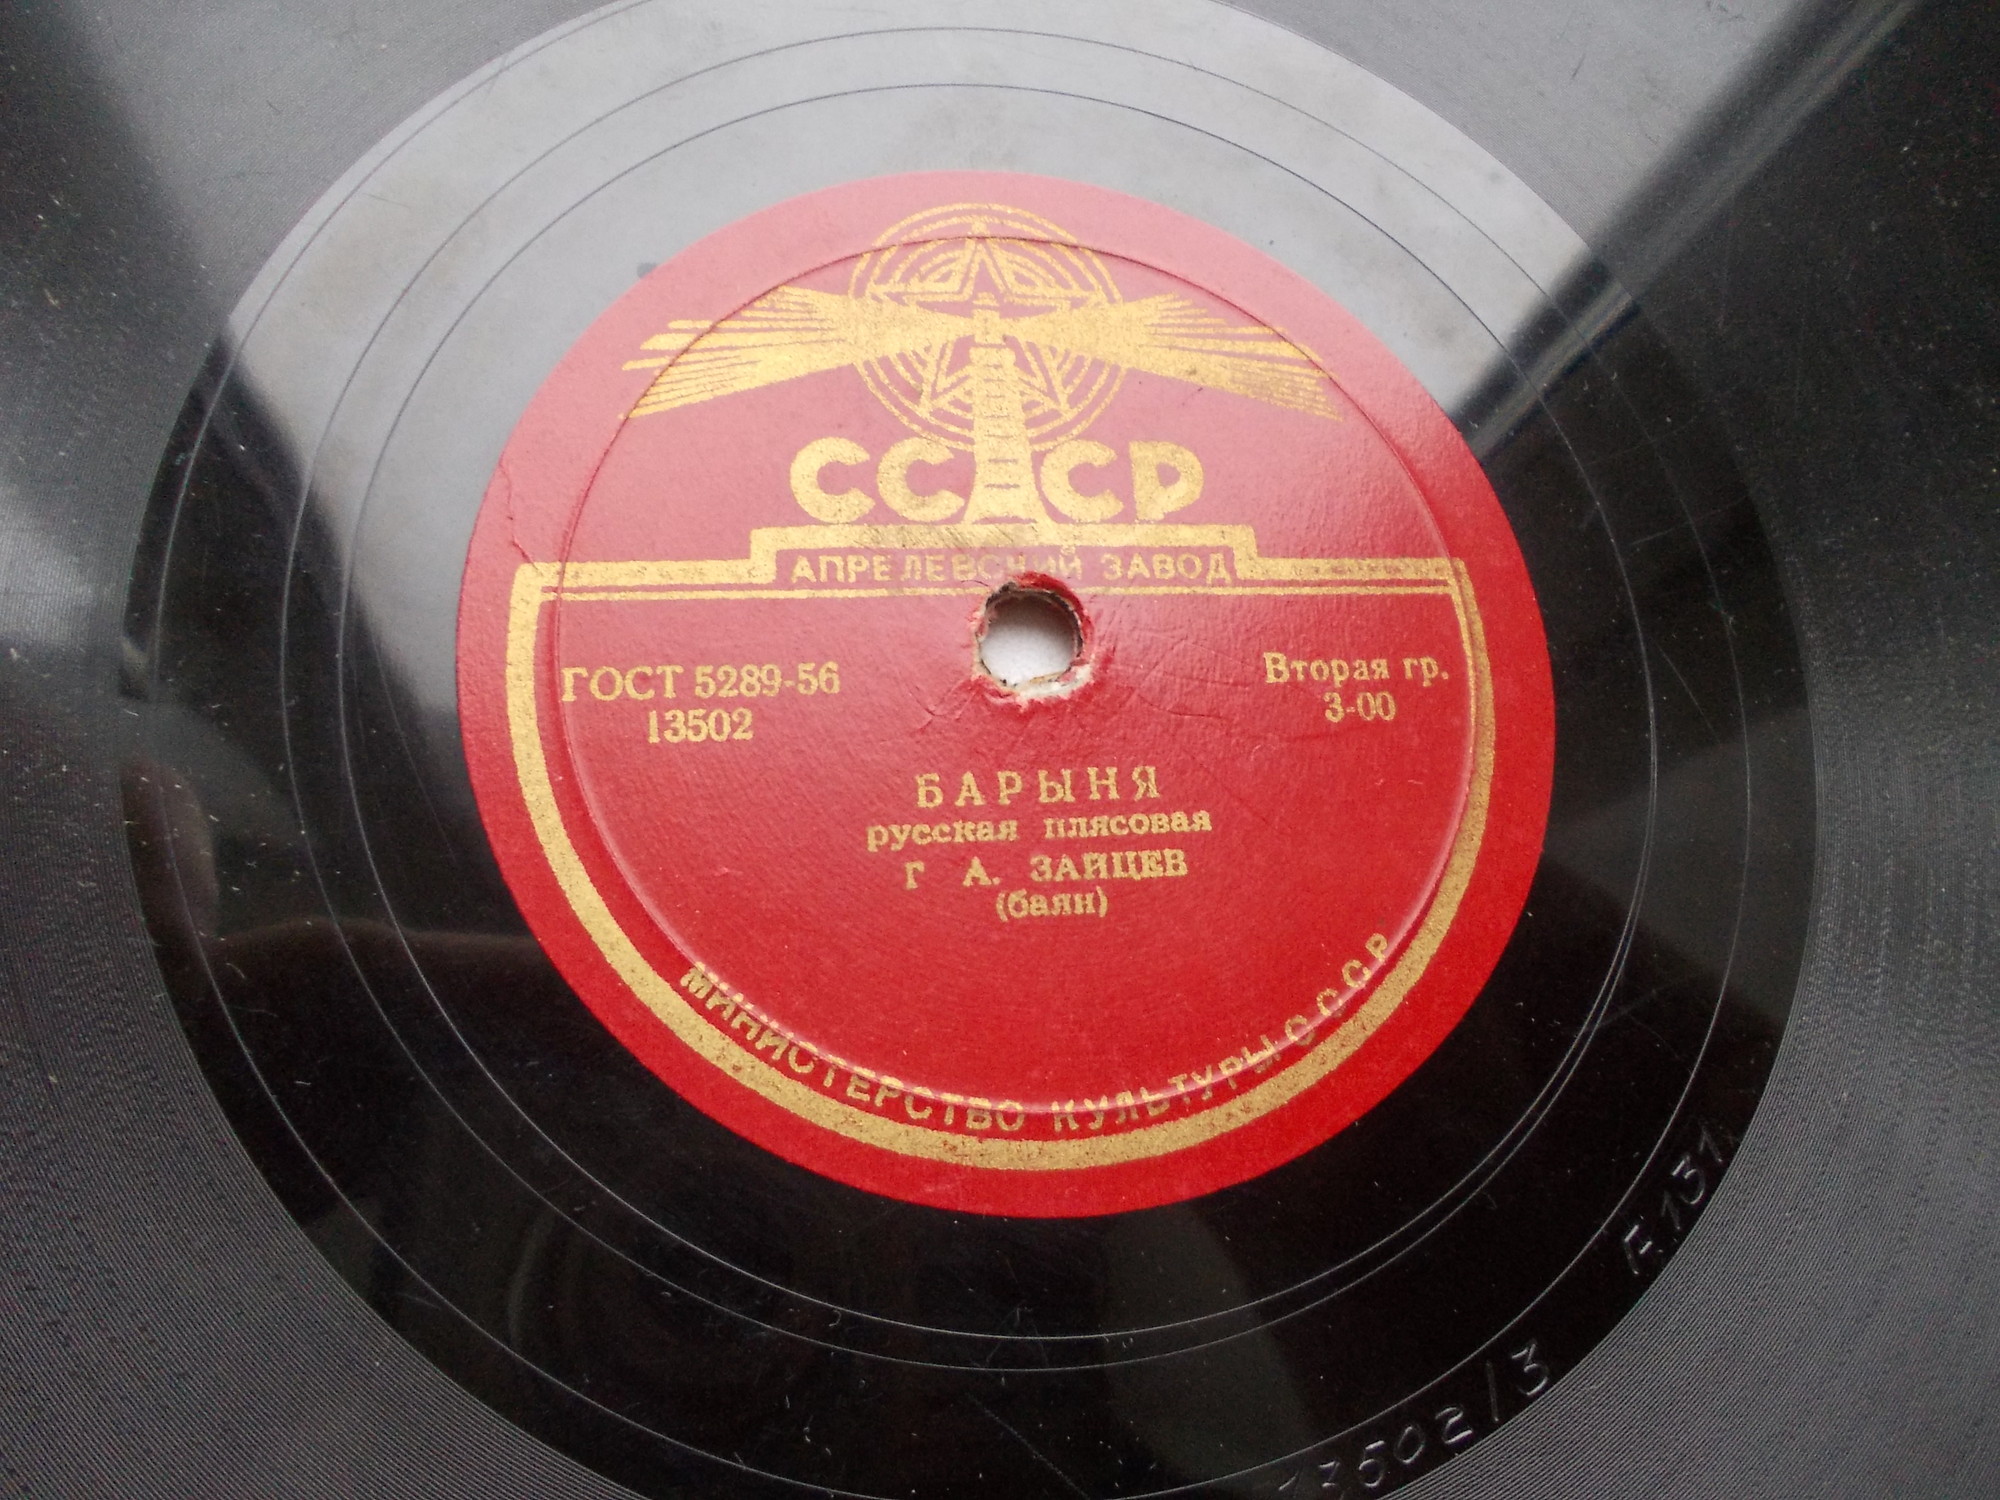 СССР
АПРЕЛЕВСКИЙ ЗАВОД
ГОСТ 5289-56
13502
Вторая гр.
3-00
БАРЫНЯ
русская плясовая
Г А. ЗАЙЦЕВ
(баян)
МИНИСТЕРСТВО КУЛЬТУРЫ СССР
13502/3